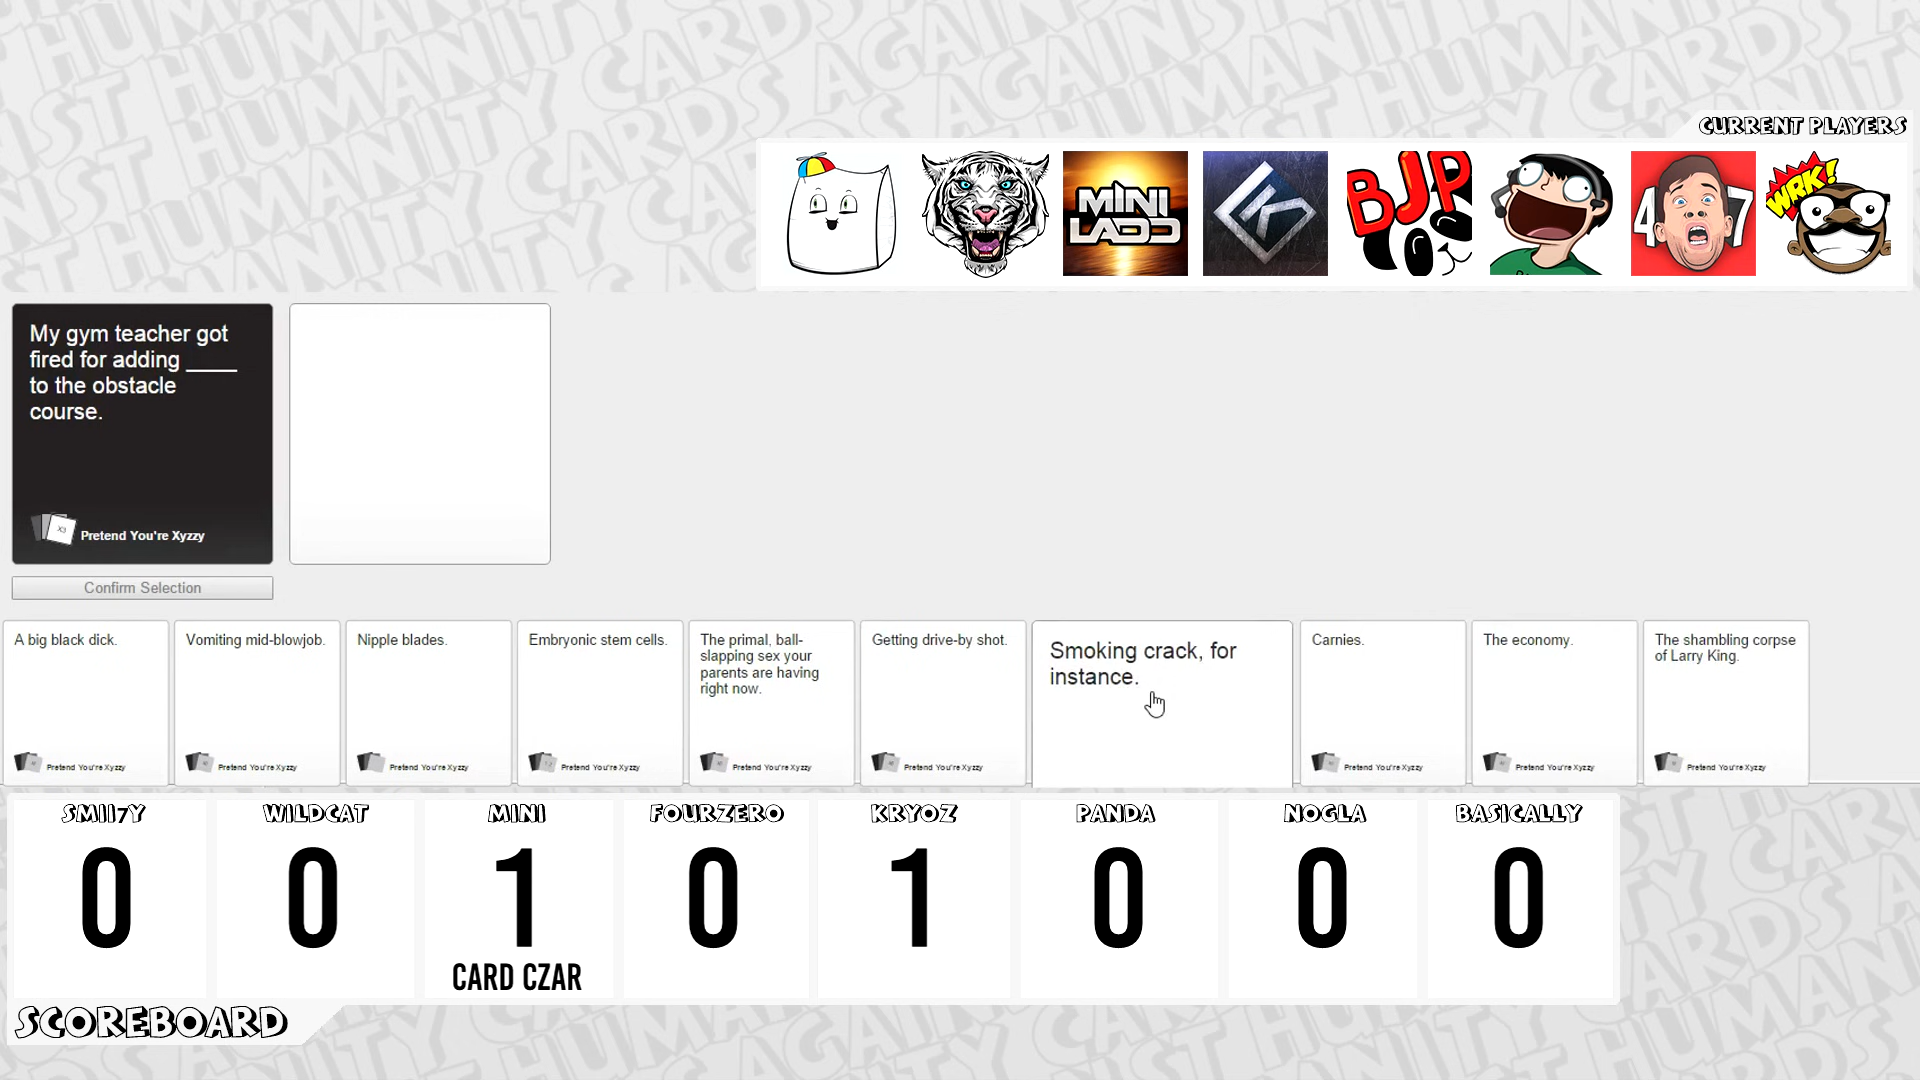 CURRENT PLAYERS
MINI
LADD
BJP
4 7
WRK!
My gym teacher got
fired for adding ____
to the obstacle
course.
Pretend You're Xyzzy
Confirm Selection
A big black dick.
Pretend You're Xyzzy
Vomiting mid-blowjob.
Pretend You're Xyzzy
Nipple blades.
Pretend You're Xyzzy
Embryonic stem cells.
Pretend You're Xyzzy
The primal, ball-
slapping sex your
parents are having
right now.
Pretend You're Xyzzy
Getting drive-by shot.
Pretend You're Xyzzy
Smoking crack, for
instance.
Carnies.
Pretend You're Xyzzy
The economy.
Pretend You're Xyzzy
The shambling corpse
of Larry King.
Pretend You're Xyzzy
SMII7Y
0
WILDCAT
0
MINI
1
CARD CZAR
FOURZERO
0
KRYOZ
1
PANDA
0
NOGLA
0
BASICALLY
0
SCOREBOARD